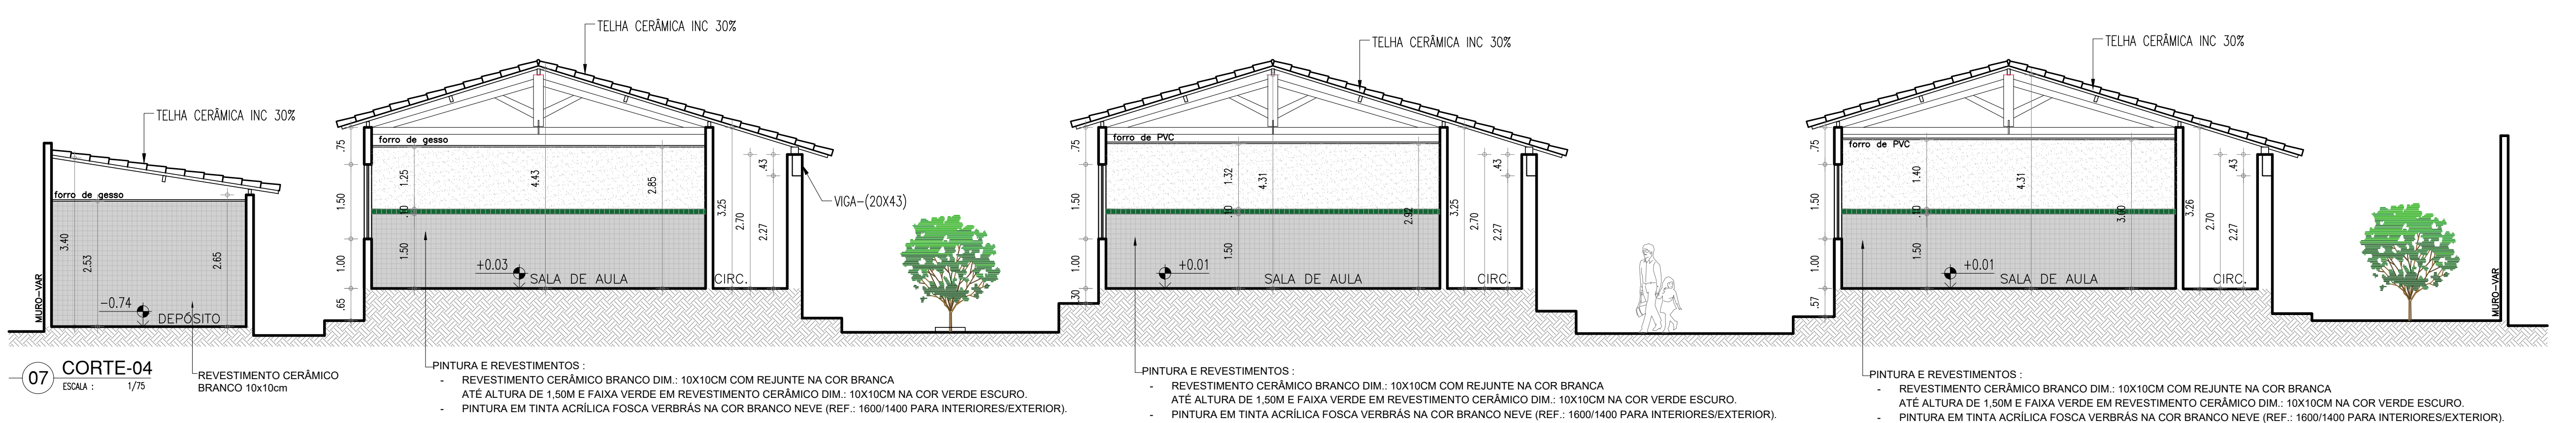 TELHA CERÂMICA INC 30%
TELHA CERÂMICA INC 30%
TELHA CERÂMICA INC 30%
TELHA CERÂMICA INC 30%
MURO-VAR
forro de gesso
3.40
2.53
2.65
-0.74
DEPÓSITO
.75
1.50
1.00
.65
forro de gesso
1.25
.10
1.50
4.43
2.85
+0.03
SALA DE AULA
3.25
2.70
2.27
.43
CIRC.
VIGA-(20X43)
.75
1.50
1.00
.30
forro de PVC
1.32
.10
1.50
4.31
2.92
+0.01
SALA DE AULA
3.25
2.70
2.27
.43
CIRC.
.75
1.50
1.00
.57
forro de PVC
1.40
.10
1.50
4.31
3.00
+0.01
SALA DE AULA
3.26
2.70
2.27
.43
CIRC.
MURO-VAR
07
CORTE-04
ESCALA : 1/75
REVESTIMENTO CERÂMICO
BRANCO 10x10cm
PINTURA E REVESTIMENTOS :
- REVESTIMENTO CERÂMICO BRANCO DIM.: 10X10CM COM REJUNTE NA COR BRANCA
ATÉ ALTURA DE 1,50M E FAIXA VERDE EM REVESTIMENTO CERÂMICO DIM.: 10X10CM NA COR VERDE ESCURO.
- PINTURA EM TINTA ACRÍLICA FOSCA VERBRÁS NA COR BRANCO NEVE (REF.: 1600/1400 PARA INTERIORES/EXTERIOR).
PINTURA E REVESTIMENTOS :
- REVESTIMENTO CERÂMICO BRANCO DIM.: 10X10CM COM REJUNTE NA COR BRANCA
ATÉ ALTURA DE 1,50M E FAIXA VERDE EM REVESTIMENTO CERÂMICO DIM.: 10X10CM NA COR VERDE ESCURO.
- PINTURA EM TINTA ACRÍLICA FOSCA VERBRÁS NA COR BRANCO NEVE (REF.: 1600/1400 PARA INTERIORES/EXTERIOR).
PINTURA E REVESTIMENTOS :
- REVESTIMENTO CERÂMICO BRANCO DIM.: 10X10CM COM REJUNTE NA COR BRANCA
ATÉ ALTURA DE 1,50M E FAIXA VERDE EM REVESTIMENTO CERÂMICO DIM.: 10X10CM NA COR VERDE ESCURO.
- PINTURA EM TINTA ACRÍLICA FOSCA VERBRÁS NA COR BRANCO NEVE (REF.: 1600/1400 PARA INTERIORES/EXTERIOR).